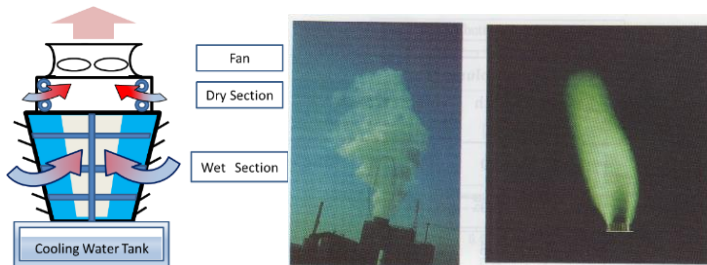 Fan
Dry Section
Wet Section
Cooling Water Tank